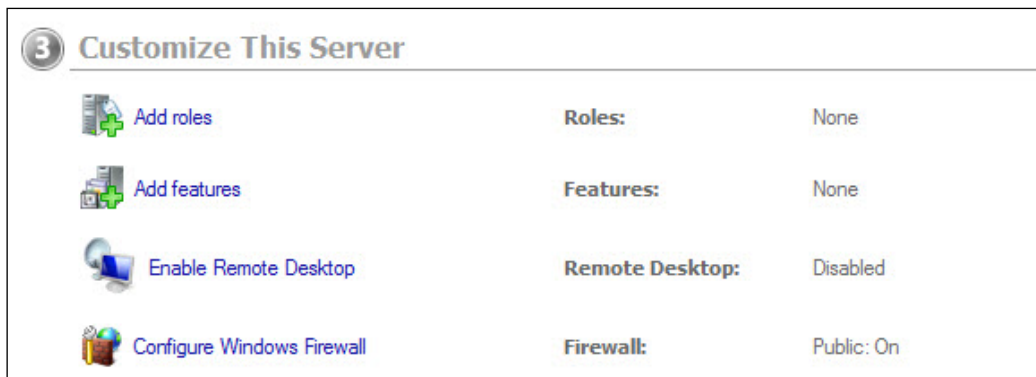 3 Customize This Server
Add roles Roles: None
Add features Features: None
Enable Remote Desktop Remote Desktop: Disabled
Configure Windows Firewall Firewall: Public: On